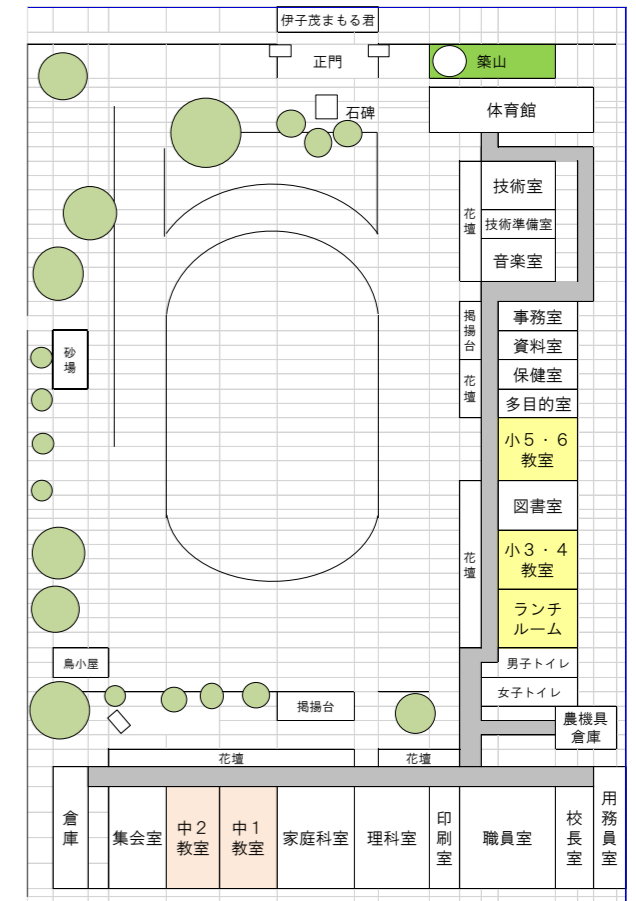 伊子茂まもる君
正門
築山
石碑
体育館
花壇
技術室
技術準備室
音楽室
掲揚台
事務室
資料室
砂場
花壇
保健室
多目的室
小5・6
教室
図書室
花壇
小3・4
教室
ランチ
ルーム
鳥小屋
男子トイレ
女子トイレ
掲揚台
農機具
倉庫
花壇
花壇
倉庫
集会室
中2
教室
中1
教室
家庭科室
理科室
印刷室
職員室
校長室
用務員室